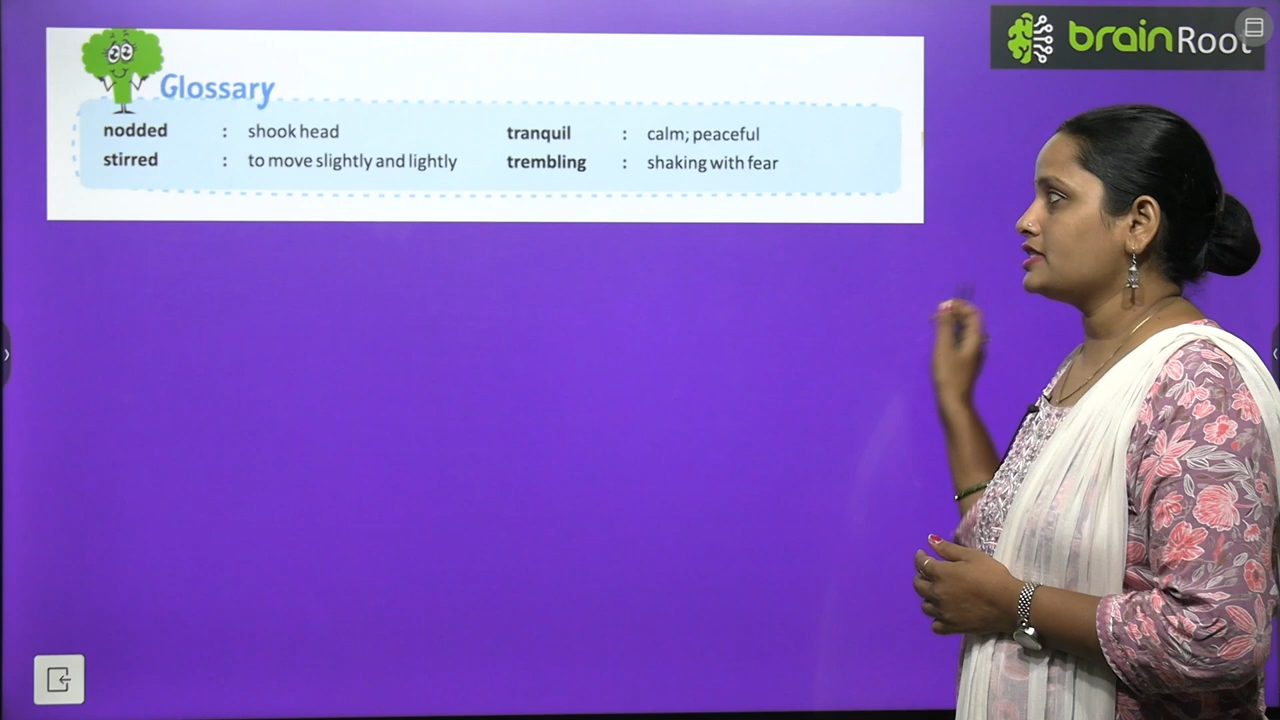 brainRoot
Glossary
nodded : shook head tranquil : calm; peaceful
stirred : to move slightly and lightly trembling : shaking with fear